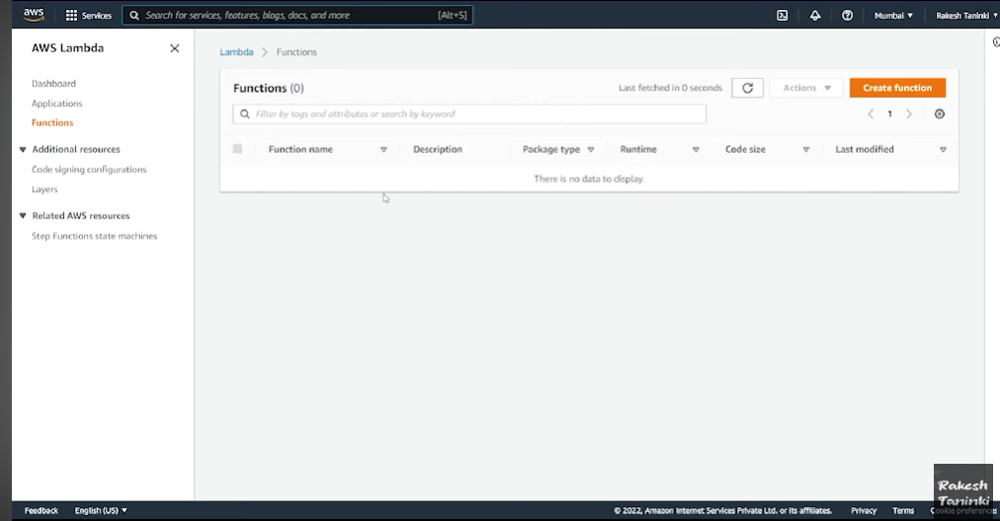 aws Services Search for services, features, blogs, docs, and more [Alt+S] Mumbai Rakesh Taninki
AWS Lambda
Dashboard
Applications
Functions
Additional resources
Code signing configurations
Layers
Related AWS resources
Step Functions state machines
Lambda Functions
Functions (0) Last fetched in 0 seconds Actions Create function
Filter by tags and attributes or search by keyword 1
Function name Description Package type Runtime Code size Last modified
There is no data to display.
Rakesh
Taninki
Feedback English (US) © 2022, Amazon Internet Services Private Ltd. or its affiliates. Privacy Terms Cookie preferences